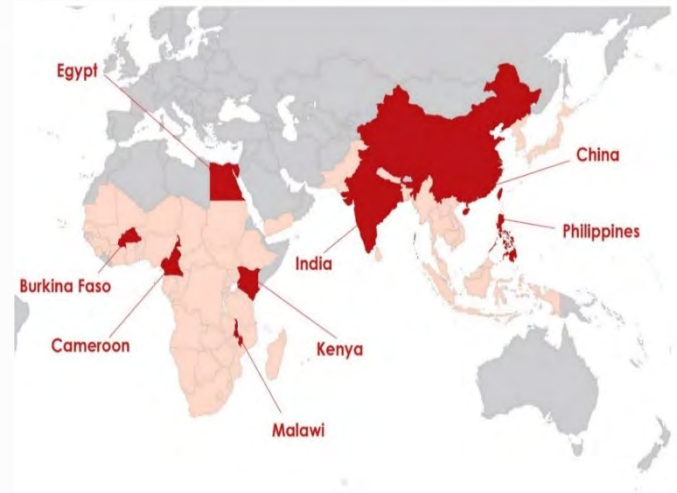 Egypt
China
Philippines
India
Burkina Faso
Cameroon
Kenya
Malawi